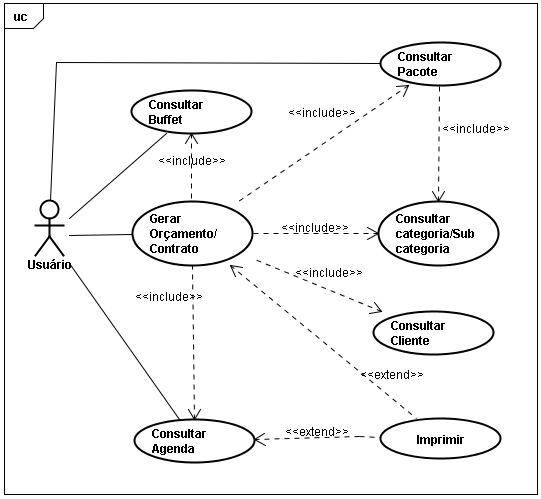 uc
Consultar
Pacote
Consultar
Buffet
<<include>>
<<include>>
<<include>>
Usuário
Gerar
Orçamento/
Contrato
<<include>>
Consultar
categoria/Sub
categoria
<<include>>
<<include>>
Consultar
Cliente
<<extend>>
Consultar
Agenda
<<extend>>
Imprimir